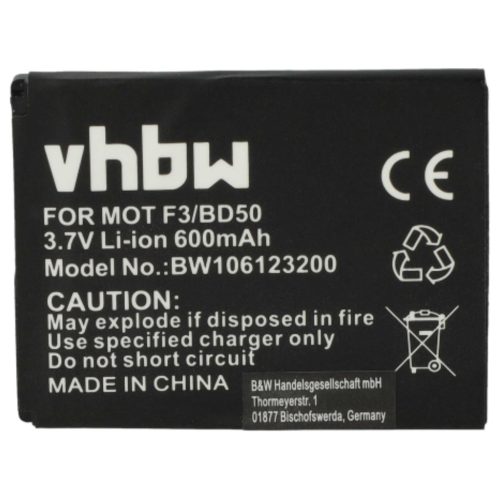 vhbw
CE
FOR MOT F3/BD50
3.7V Li-ion 600mAh
Model No.:BW106123200
CAUTION:
May explode if disposed in fire
Use specified charger only
Do not short circuit
MADE IN CHINA
B&W Handelsgesellschaft mbH
Thormeyerstr. 1
01877 Bischofswerda, Germany